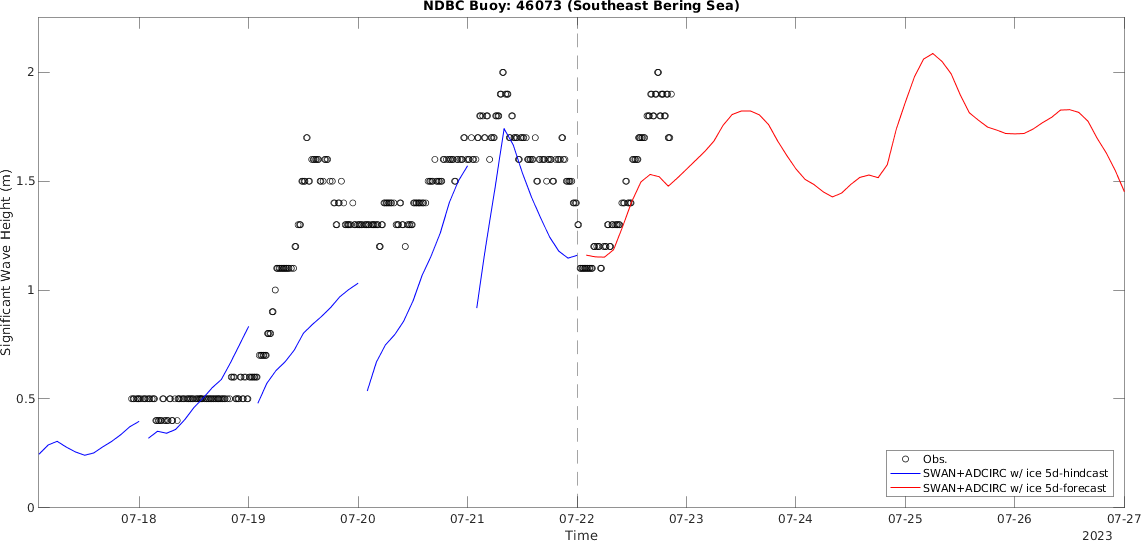 NDBC Buoy: 46073 (Southeast Bering Sea)
Significant Wave Height (m)
2
1.5
1
0.5
0
Obs.
SWAN+ADCIRC w/ ice 5d-hindcast
SWAN+ADCIRC w/ ice 5d-forecast
07-18 07-19 07-20 07-21 07-22 07-23 07-24 07-25 07-26 07-27
Time
2023